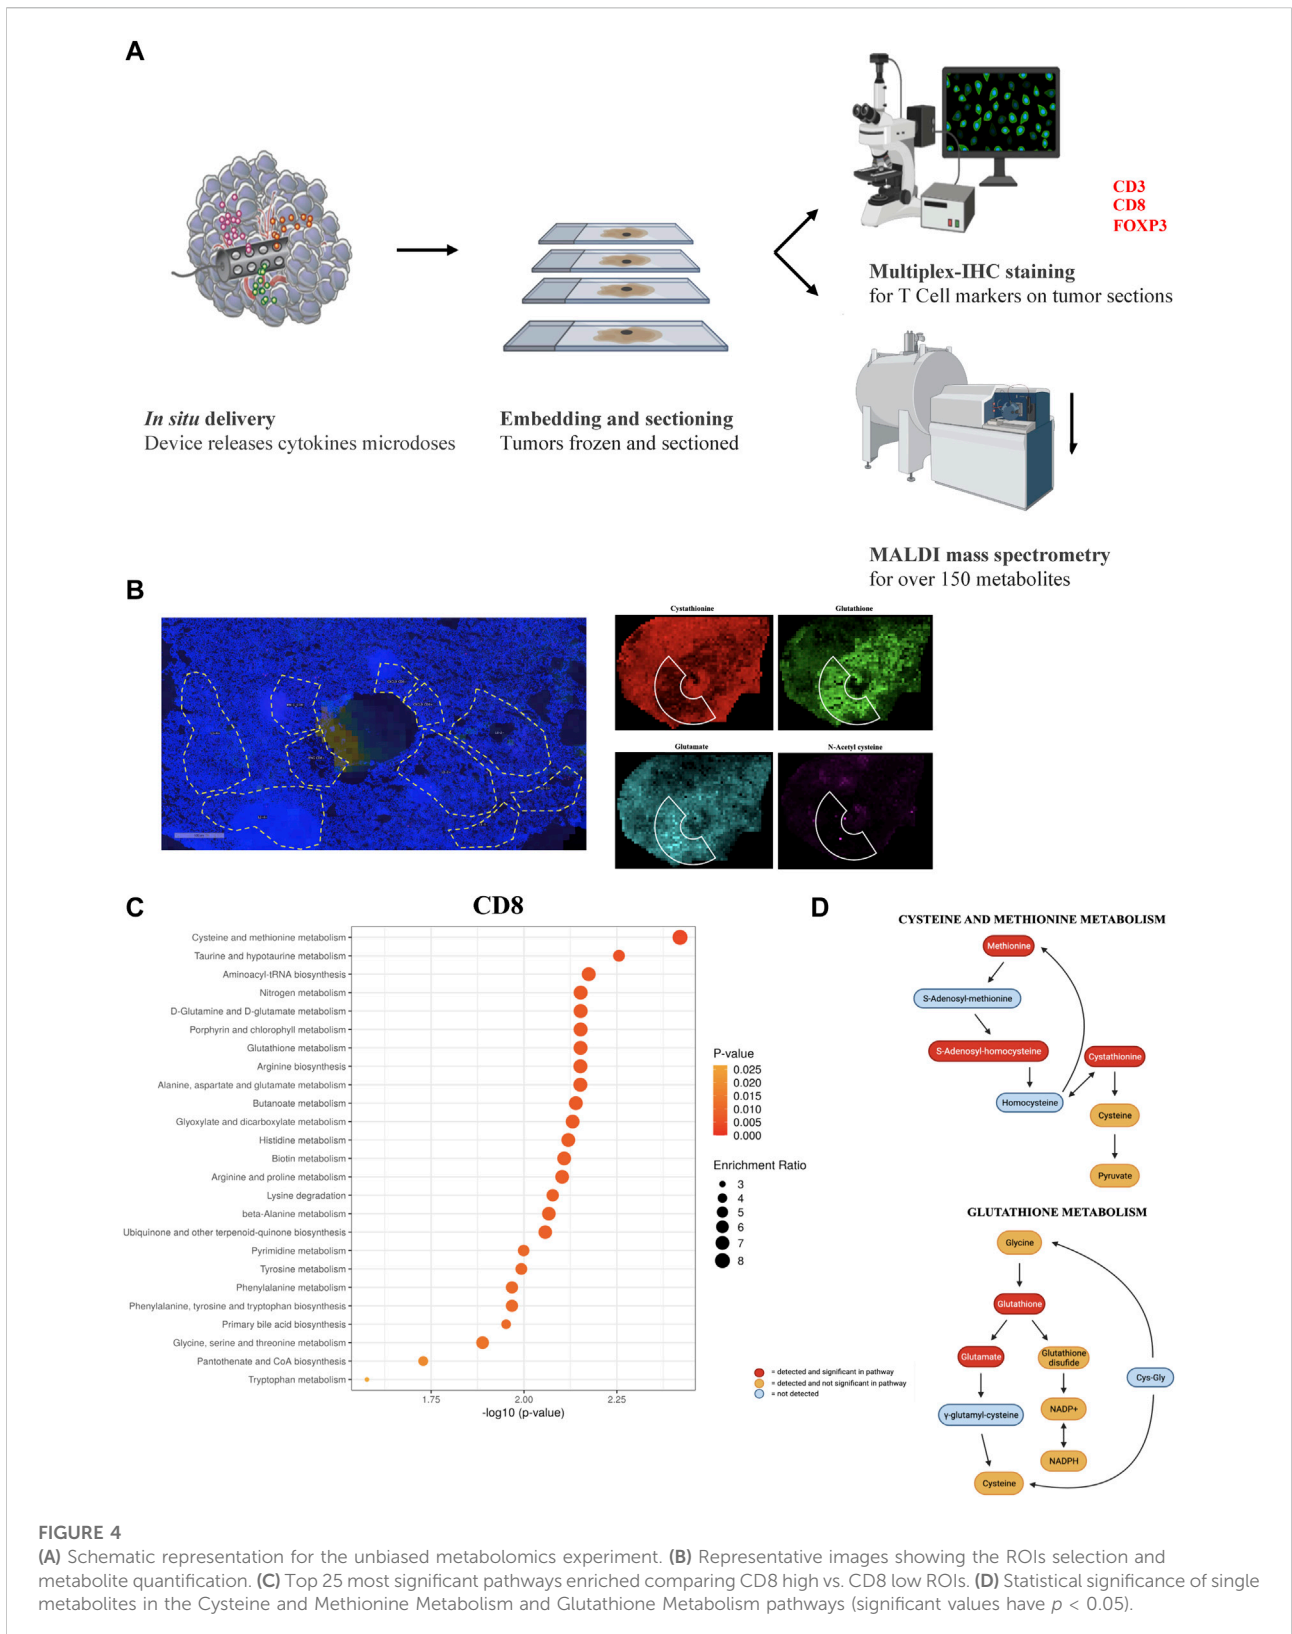 A
CD3
CD8
FOXP3
Multiplex-IHC staining
for T Cell markers on tumor sections
In situ delivery
Device releases cytokines microdoses
Embedding and sectioning
Tumors frozen and sectioned
MALDI mass spectrometry
for over 150 metabolites
B
Cystathionine
Glutathione
Glutamate
N-Acetyl cysteine
C
CD8
Cysteine and methionine metabolism
Taurine and hypotaurine metabolism
Aminoacyl-tRNA biosynthesis
Nitrogen metabolism
D-Glutamine and D-glutamate metabolism
Porphyrin and chlorophyll metabolism
Glutathione metabolism
Arginine biosynthesis
Alanine, aspartate and glutamate metabolism
Butanoate metabolism
Glyoxylate and dicarboxylate metabolism
Histidine metabolism
Biotin metabolism
Arginine and proline metabolism
Lysine degradation
beta-Alanine metabolism
Ubiquinone and other terpenoid-quinone biosynthesis
Pyrimidine metabolism
Tyrosine metabolism
Phenylalanine metabolism
Phenylalanine, tyrosine and tryptophan biosynthesis
Primary bile acid biosynthesis
Glycine, serine and threonine metabolism
Pantothenate and CoA biosynthesis
Tryptophan metabolism
1.75 2.00 2.25
-log10 (p-value)
P-value
0.025
0.020
0.015
0.010
0.005
0.000
Enrichment Ratio
3
4
5
6
7
8
D
CYSTEINE AND METHIONINE METABOLISM
Methionine
S-Adenosyl-methionine
S-Adenosyl-homocysteine
Cystathionine
Homocysteine
Cysteine
Pyruvate
GLUTATHIONE METABOLISM
Glycine
Glutathione
Glutamate
Glutathione
disufide
Cys-Gly
γ-glutamyl-cysteine
NADP+
NADPH
Cysteine
= detected and significant in pathway
= detected and not significant in pathway
= not detected
FIGURE 4
(A) Schematic representation for the unbiased metabolomics experiment. (B) Representative images showing the ROIs selection and
metabolite quantification. (C) Top 25 most significant pathways enriched comparing CD8 high vs. CD8 low ROIs. (D) Statistical significance of single
metabolites in the Cysteine and Methionine Metabolism and Glutathione Metabolism pathways (significant values have p < 0.05).